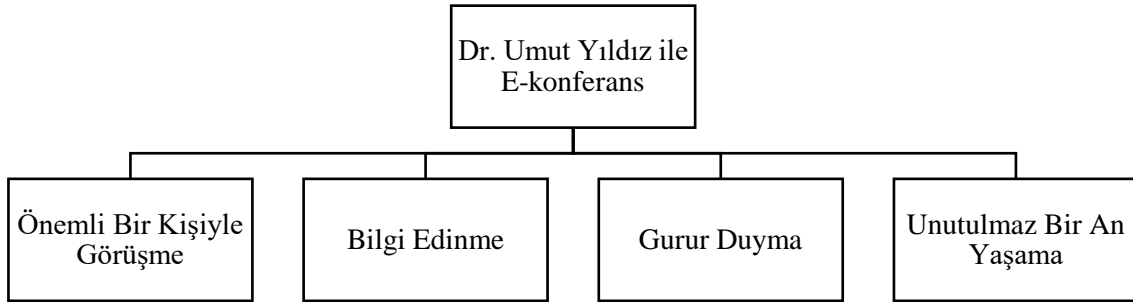 Dr. Umut Yıldız ile
E-konferans
Önemli Bir Kişiyle
Görüşme
Bilgi Edinme
Gurur Duyma
Unutulmaz Bir An
Yaşama